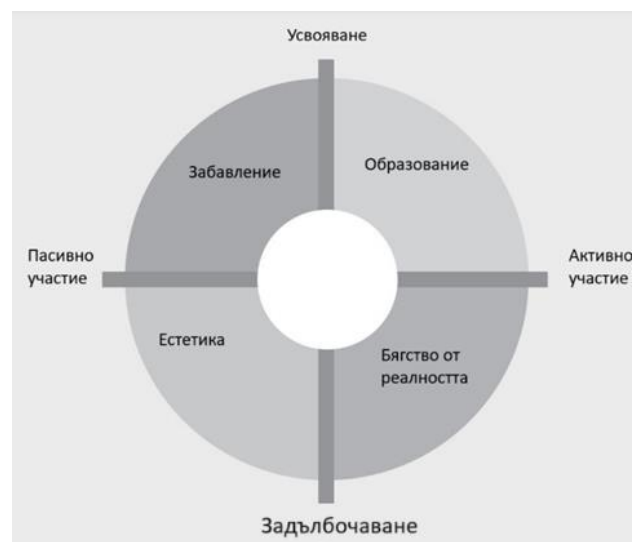 Усвояване
Забавление
Образование
Пасивно
участие
Активно
участие
Естетика
Бягство от
реалността
Задълбочаване